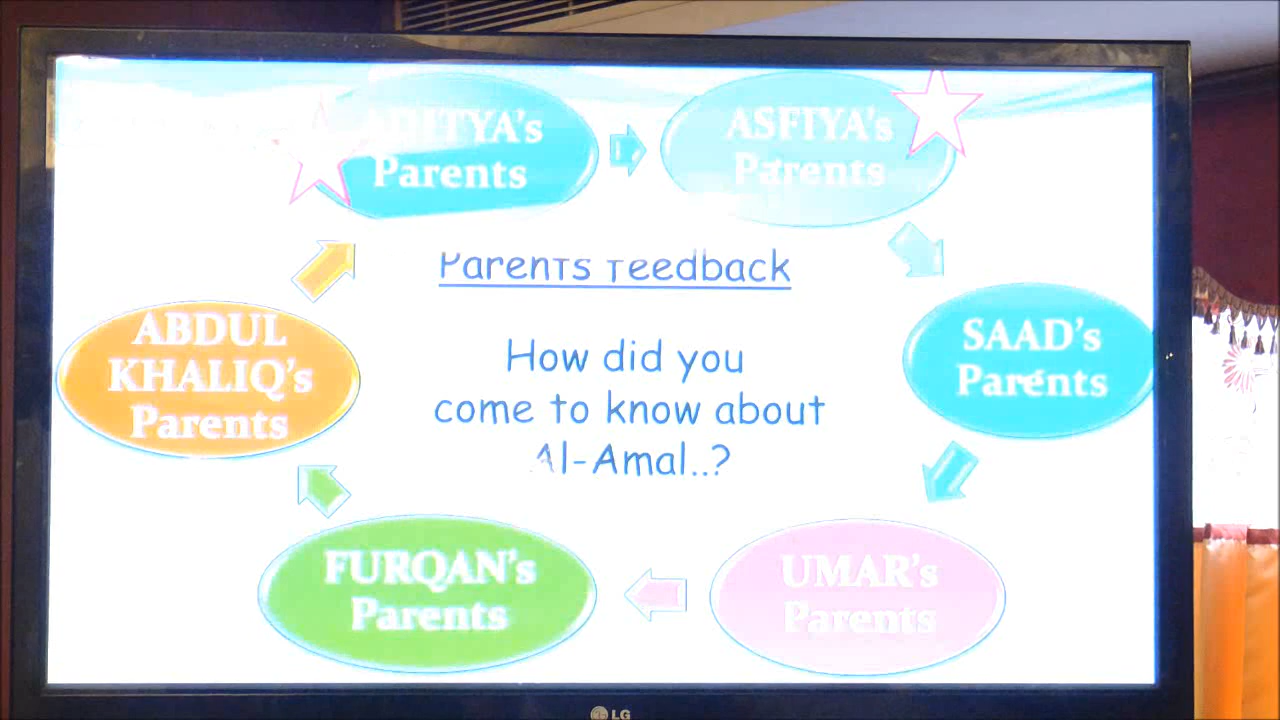 ADITYA's
Parents
ASFIYA's
Parents
Parents feedback
How did you
come to know about
Al-Amal..?
SAAD's
Parents
UMAR's
Parents
FURQAN's
Parents
ABDUL
KHALIQ's
Parents
LG